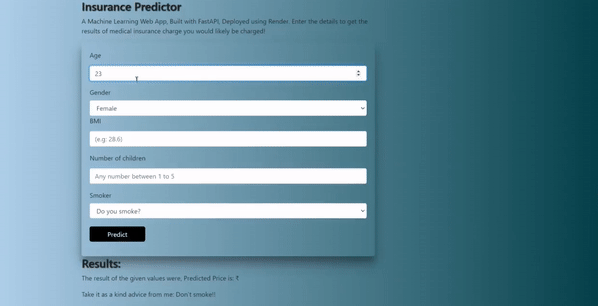 Insurance Predictor
A Machine Learning Web App, Built with FastAPI, Deployed using Render. Enter the details to get the
results of medical insurance charge you would likely be charged!
Age
23
Gender
Female
BMI
(e.g: 28.6)
Number of children
Any number between 1 to 5
Smoker
Do you smoke?
Predict
Results:
The result of the given values were: Predicted Price is: ₹
Take it as a kind advice from me: Don't smoke!!